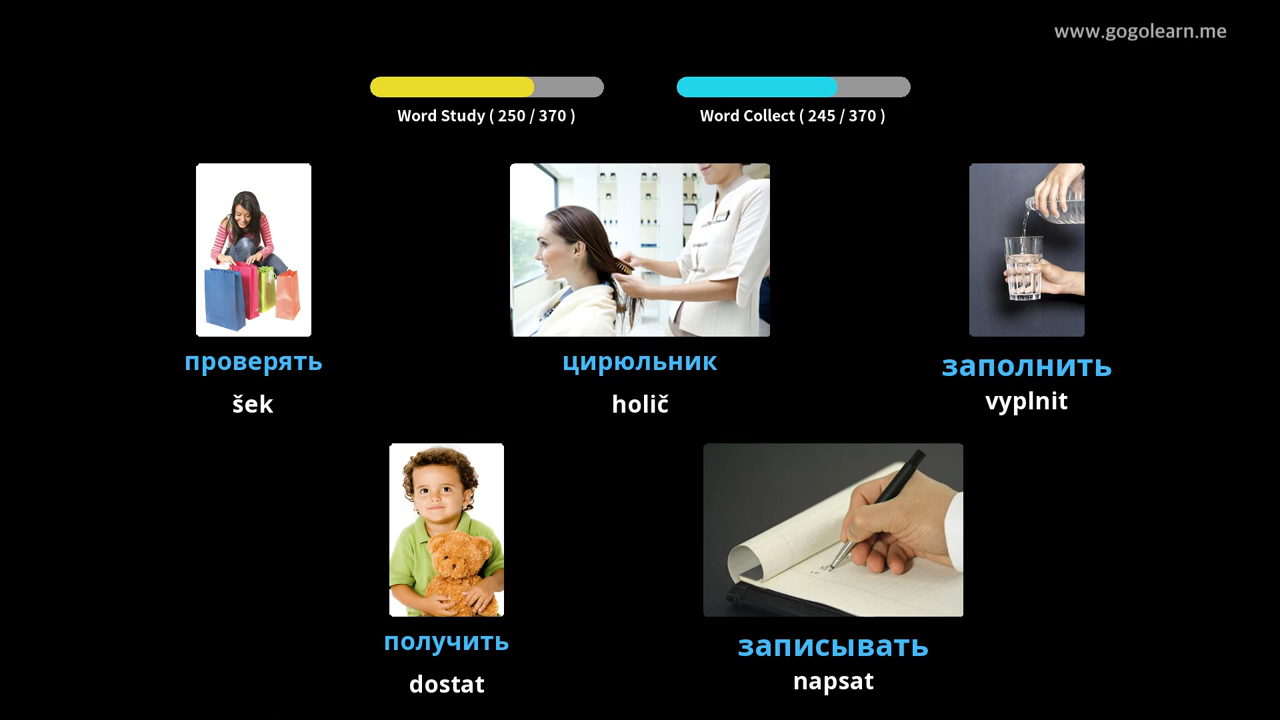 www.gogolearn.me
Word Study ( 250 / 370 )
Word Collect ( 245 / 370 )
проверять
šek
цирюльник
holič
заполнить
vyplnit
получить
dostat
записывать
napsat